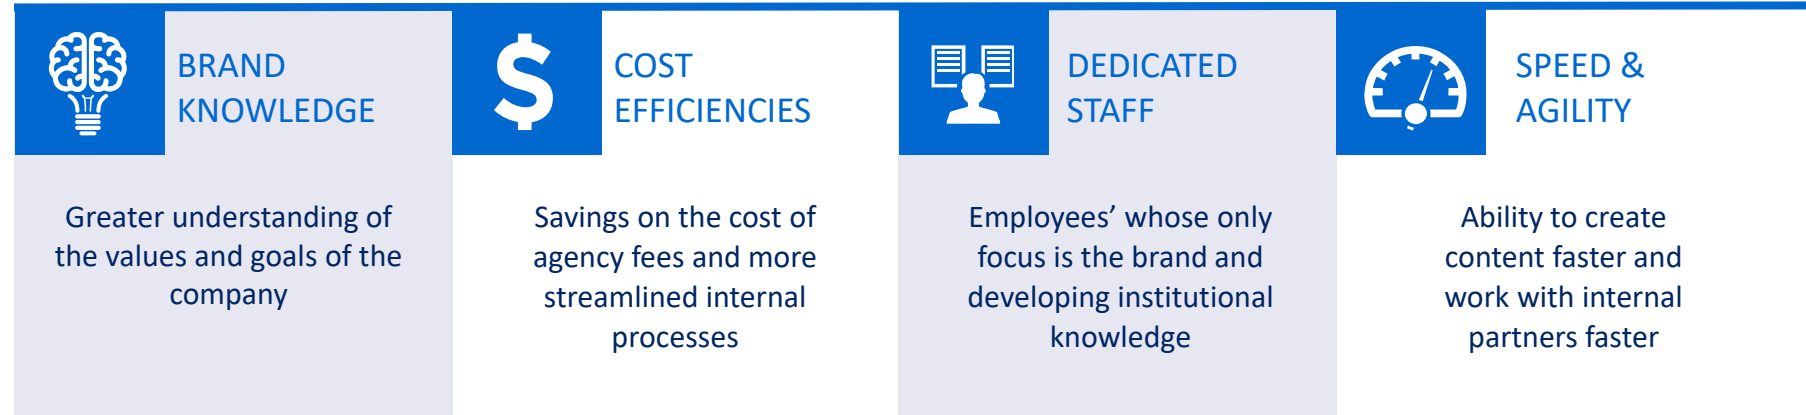 BRAND
KNOWLEDGE
Greater understanding of
the values and goals of the
company
COST
EFFICIENCIES
Savings on the cost of
agency fees and more
streamlined internal
processes
DEDICATED
STAFF
Employees’ whose only
focus is the brand and
developing institutional
knowledge
SPEED &
AGILITY
Ability to create
content faster and
work with internal
partners faster